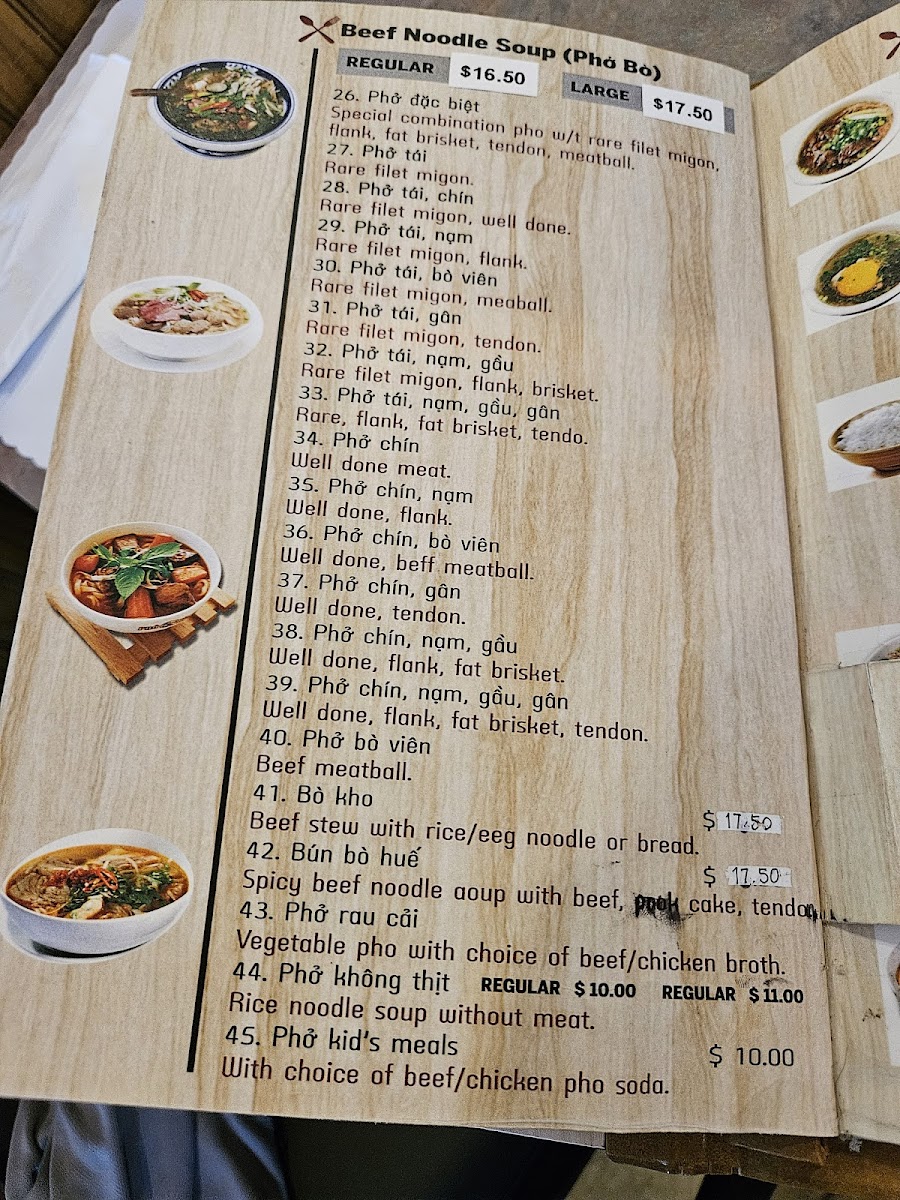 Beef Noodle Soup (Phở Bò)
REGULAR $16.50 LARGE $17.50
26. Phở đặc biệt
Special combination pho w/t rare filet migon,
flank, fat brisket, tendon, meatball.
27. Phở tái
Rare filet migon.
28. Phở tái, chín
Rare filet migon, well done.
29. Phở tái, nạm
Rare filet migon, flank.
30. Phở tái, bò viên
Rare filet migon, meaball.
31. Phở tái, gân
Rare filet migon, tendon.
32. Phở tái, nạm, gầu
Rare filet migon, flank, brisket.
33. Phở tái, nạm, gầu, gân
Rare, flank, fat brisket, tendo.
34. Phở chín
Well done meat.
35. Phở chín, nạm
Well done, flank.
36. Phở chín, bò viên
Well done, beff meatball.
37. Phở chín, gân
Well done, tendon.
38. Phở chín, nạm, gầu
Well done, flank, fat brisket.
39. Phở chín, nạm, gầu, gân
Well done, flank, fat brisket, tendon.
40. Phở bò viên
Beef meatball.
41. Bò kho $ 17.50
Beef stew with rice/eeg noodle or bread.
42. Bún bò huế $ 17.50
Spicy beef noodle aoup with beef, cake, tendon
43. Phở rau cải
Vegetable pho with choice of beef/chicken broth.
44. Phở không thịt REGULAR $10.00 REGULAR $11.00
Rice noodle soup without meat.
45. Phở kid's meals $ 10.00
With choice of beef/chicken pho soda.